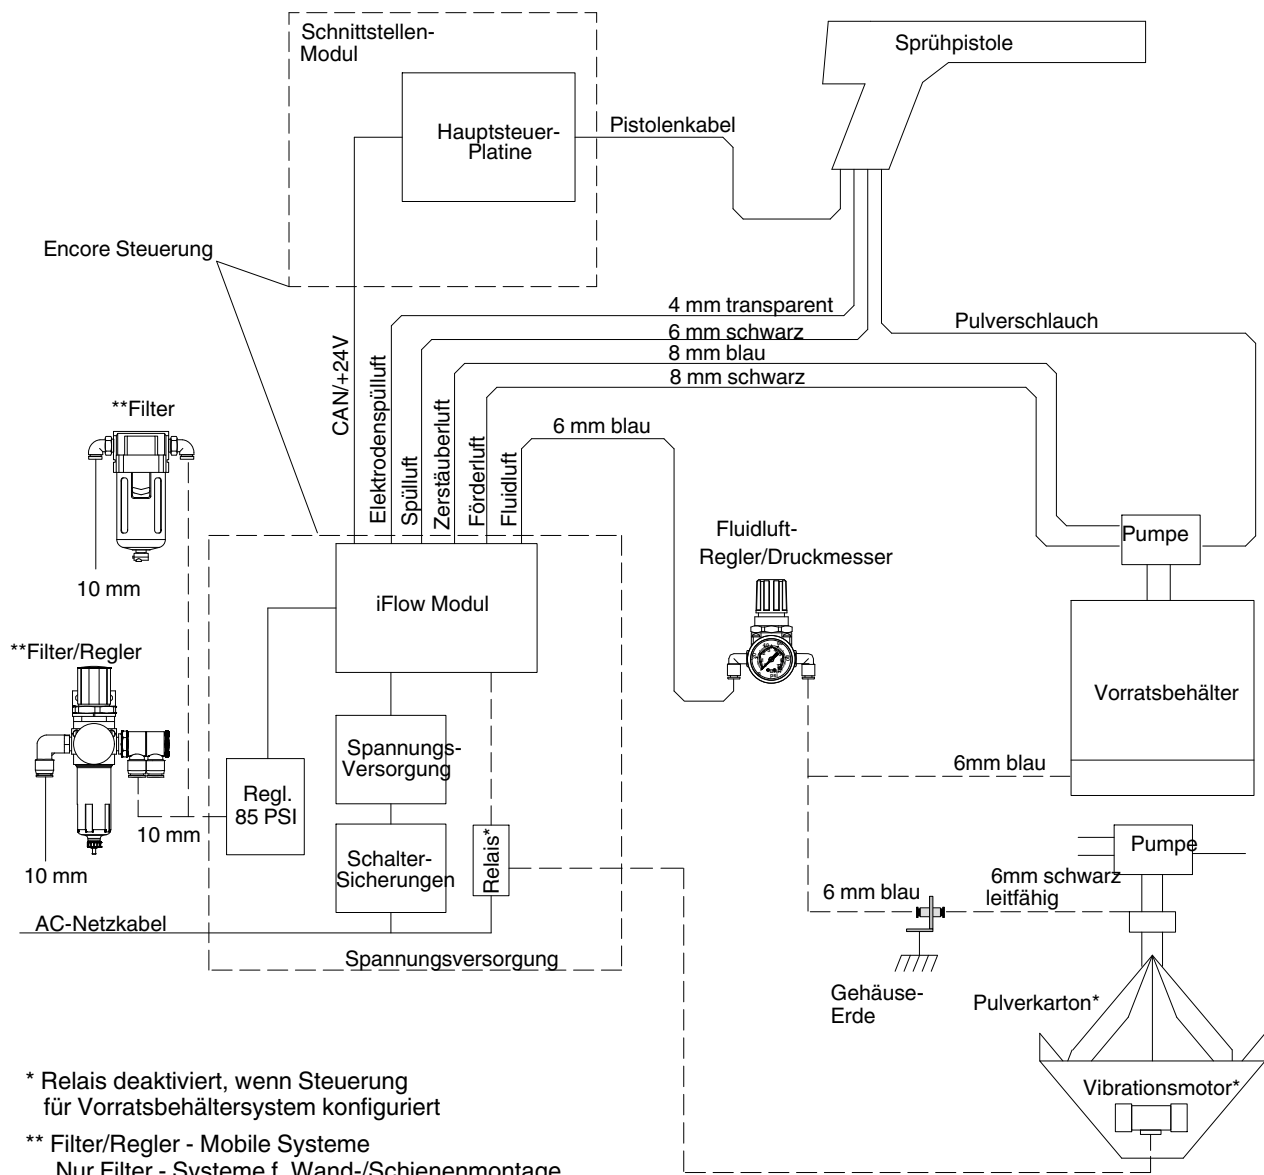 Schnittstellen-
Modul
Sprühpistole
Hauptsteuer-
Platine
Pistolenkabel
Encore Steuerung
4 mm transparent
6 mm schwarz
8 mm blau
8 mm schwarz
6 mm blau
Pulverschlauch
CAN/+24V
Elektrodenspülluft
Spülluft
Zerstäuberluft
Förderluft
Fluidluft
**Filter
10 mm
Fluidluft-
Regler/Druckmesser
Pumpe
iFlow Modul
**Filter/Regler
Vorratsbehälter
Spannungs-
Versorgung
6mm blau
Regl.
85 PSI
10 mm
Schalter-
Sicherungen
Relais*
Pumpe
10 mm
6 mm blau
6mm schwarz
leitfähig
AC-Netzkabel
Spannungsversorgung
Gehäuse-
Erde
Pulverkarton*
Vibrationsmotor*
* Relais deaktiviert, wenn Steuerung
für Vorratsbehältersystem konfiguriert
** Filter/Regler - Mobile Systeme
Nur Filter - Systeme f. Wand-/Schienenmontage